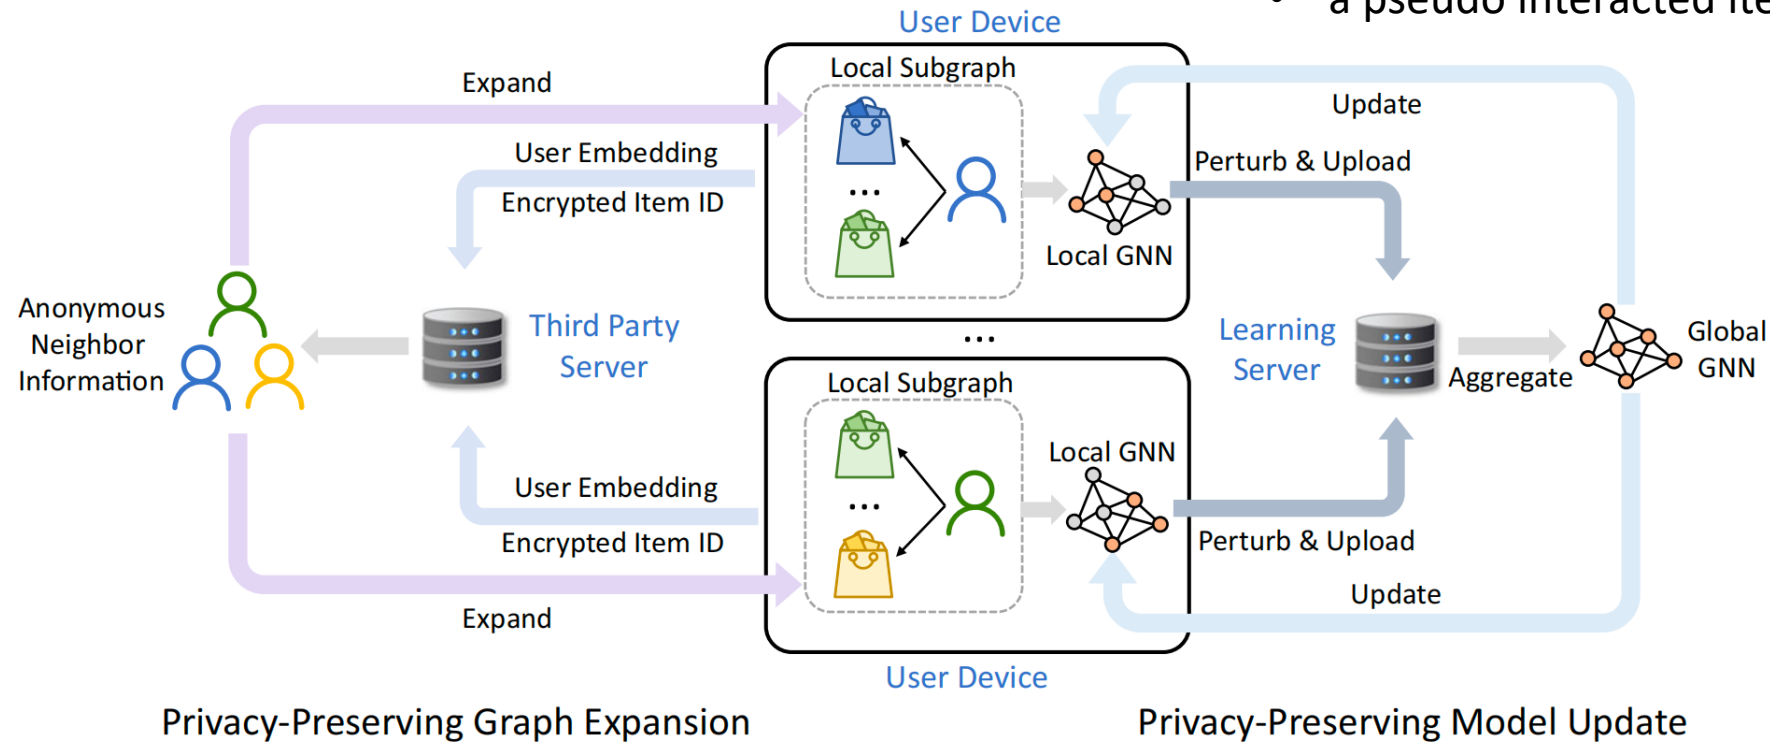 • a pseudo interacted
User Device
Local Subgraph
Expand
Update
User Embedding
Perturb & Upload
Encrypted Item ID
Local GNN
Anonymous
Neighbor
Information
Third Party
Server
...
Learning
Server
Global
GNN
Aggregate
Local Subgraph
Local GNN
User Embedding
Encrypted Item ID
Perturb & Upload
Update
Expand
User Device
Privacy-Preserving Graph Expansion
Privacy-Preserving Model Update